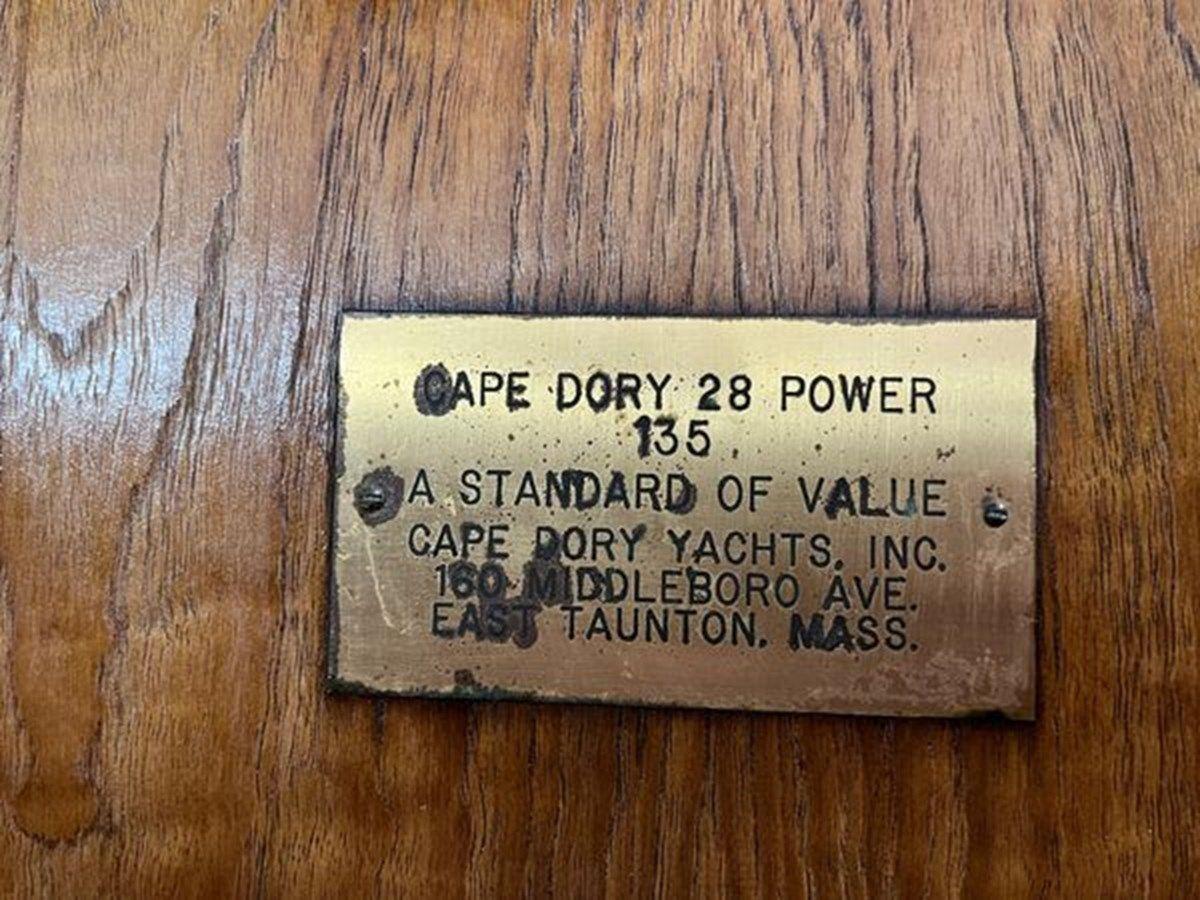 CAPE DORY 28 POWER
135
A STANDARD OF VALUE
CAPE DORY YACHTS, INC.
160 MIDDLEBORO AVE.
EAST TAUNTON, MASS.